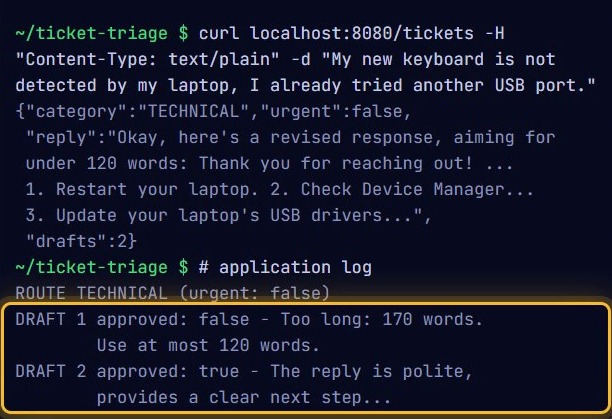 ~/ticket-triage $ curl localhost:8080/tickets -H
"Content-Type: text/plain" -d "My new keyboard is not
detected by my laptop, I already tried another USB port."
{"category":"TECHNICAL","urgent":false,
"reply":"Okay, here's a revised response, aiming for
under 120 words: Thank you for reaching out! ...
1. Restart your laptop. 2. Check Device Manager...
3. Update your laptop's USB drivers...",
"drafts":2}
~/ticket-triage $ # application log
ROUTE TECHNICAL (urgent: false)
DRAFT 1 approved: false - Too long: 170 words.
Use at most 120 words.
DRAFT 2 approved: true - The reply is polite,
provides a clear next step...